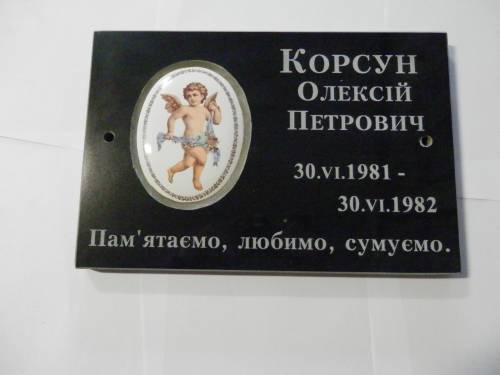 Корсун
Олексій
Петрович
30.VI.1981 -
30.VI.1982
Пам'ятаємо, любимо, сумуємо.